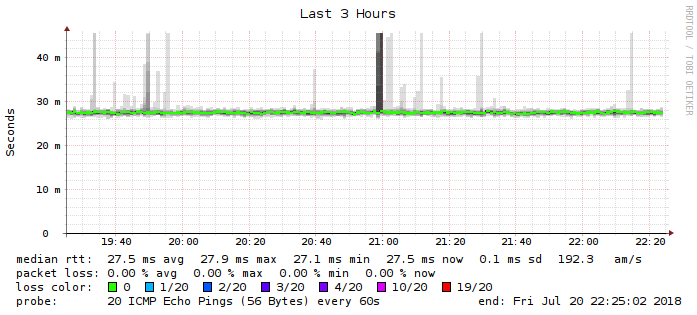 Last 3 Hours
RRDTOOL / TOBI OETIKER
Seconds
40 m
30 m
20 m
10 m
0
19:40 20:00 20:20 20:40 21:00 21:20 21:40 22:00 22:20
median rtt: 27.5 ms avg 27.9 ms max 27.1 ms min 27.5 ms now 0.1 ms sd 192.3 am/s
packet loss: 0.00 % avg 0.00 % max 0.00 % min 0.00 % now
loss color: 0 1/20 2/20 3/20 4/20 10/20 19/20
probe: 20 ICMP Echo Pings (56 Bytes) every 60s end: Fri Jul 20 22:25:02 2018